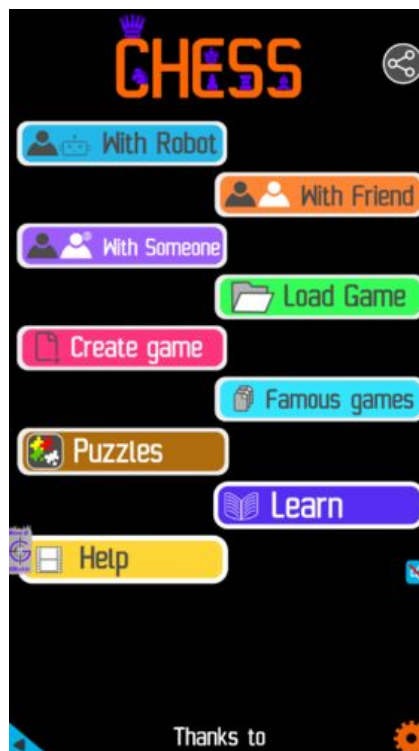 CHESS
With Robot
With Friend
With Someone
Load Game
Create game
Famous games
Puzzles
Learn
Help
Thanks to